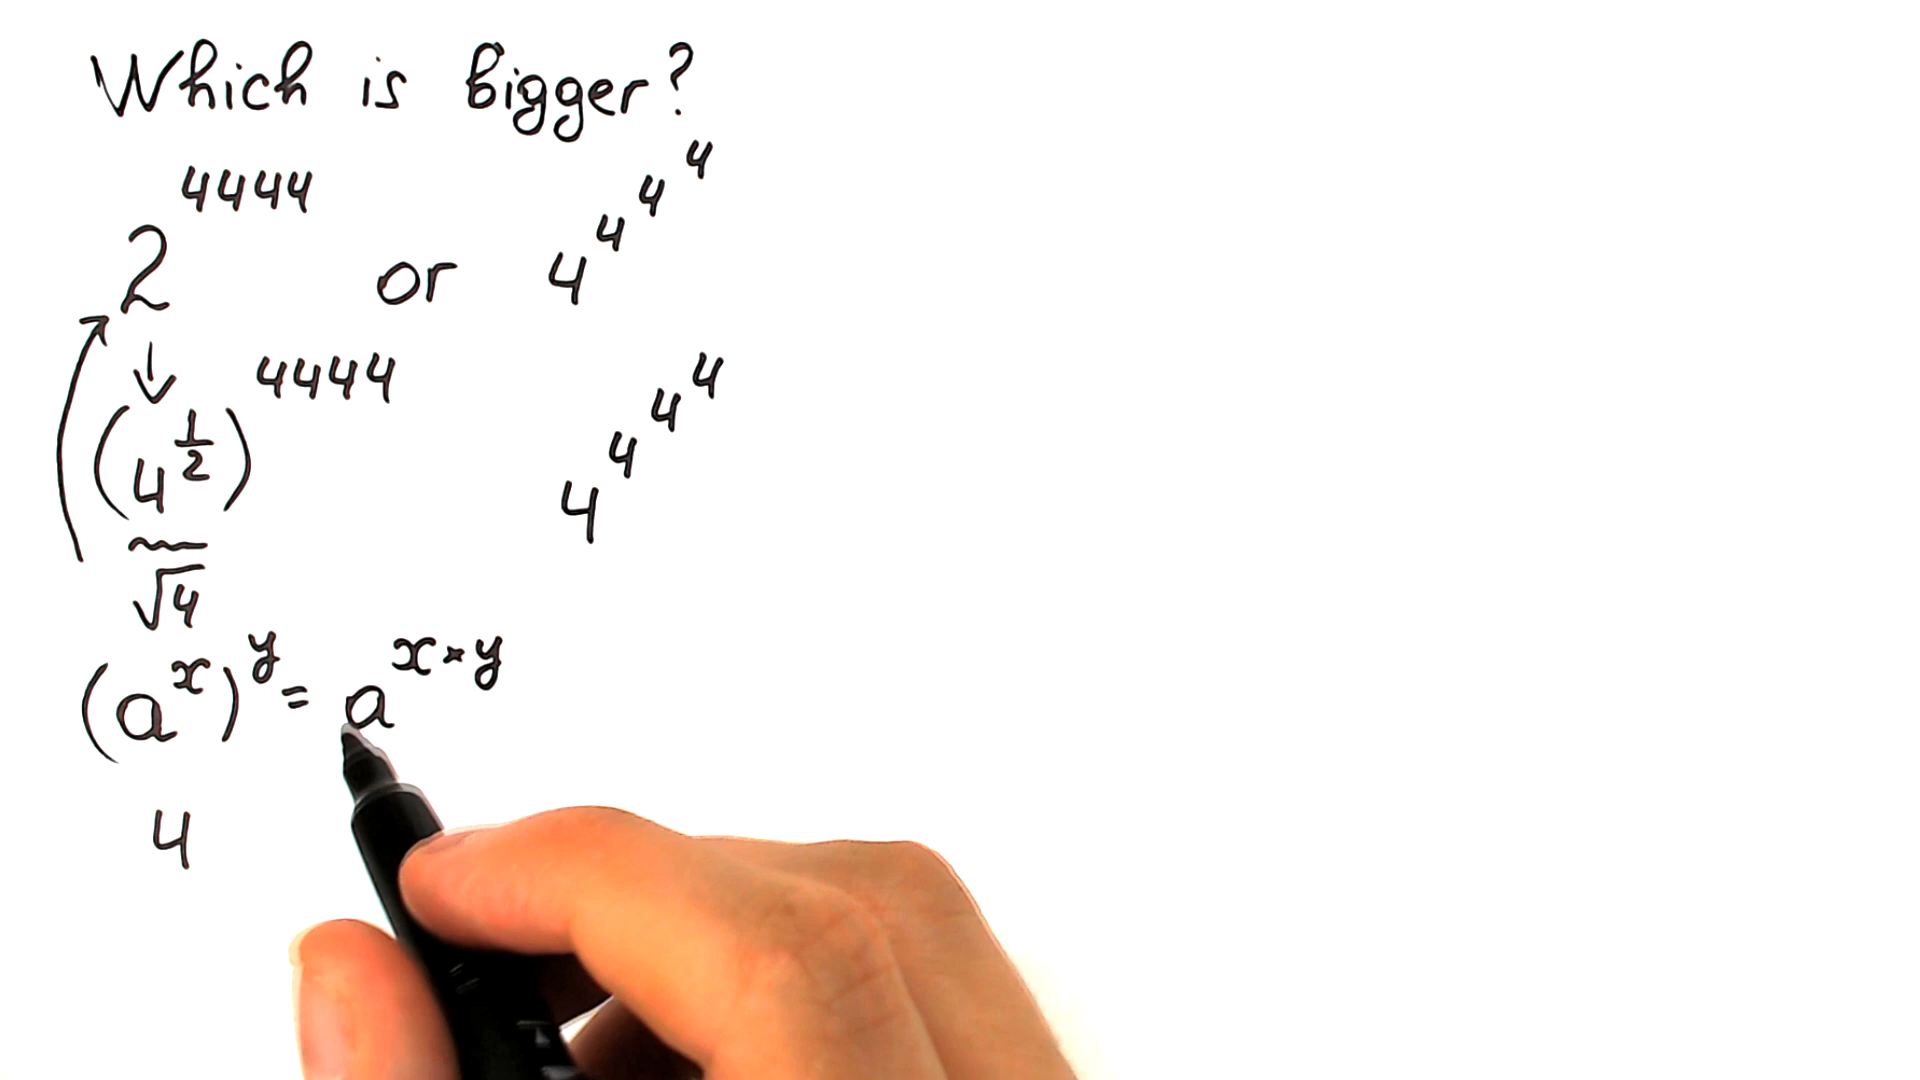 Which is bigger?
2^4444 or 4^4^4^4
↓
(4^1/2)^4444 4^4^4^4
√4
(a^x)^y = a^x·y
4